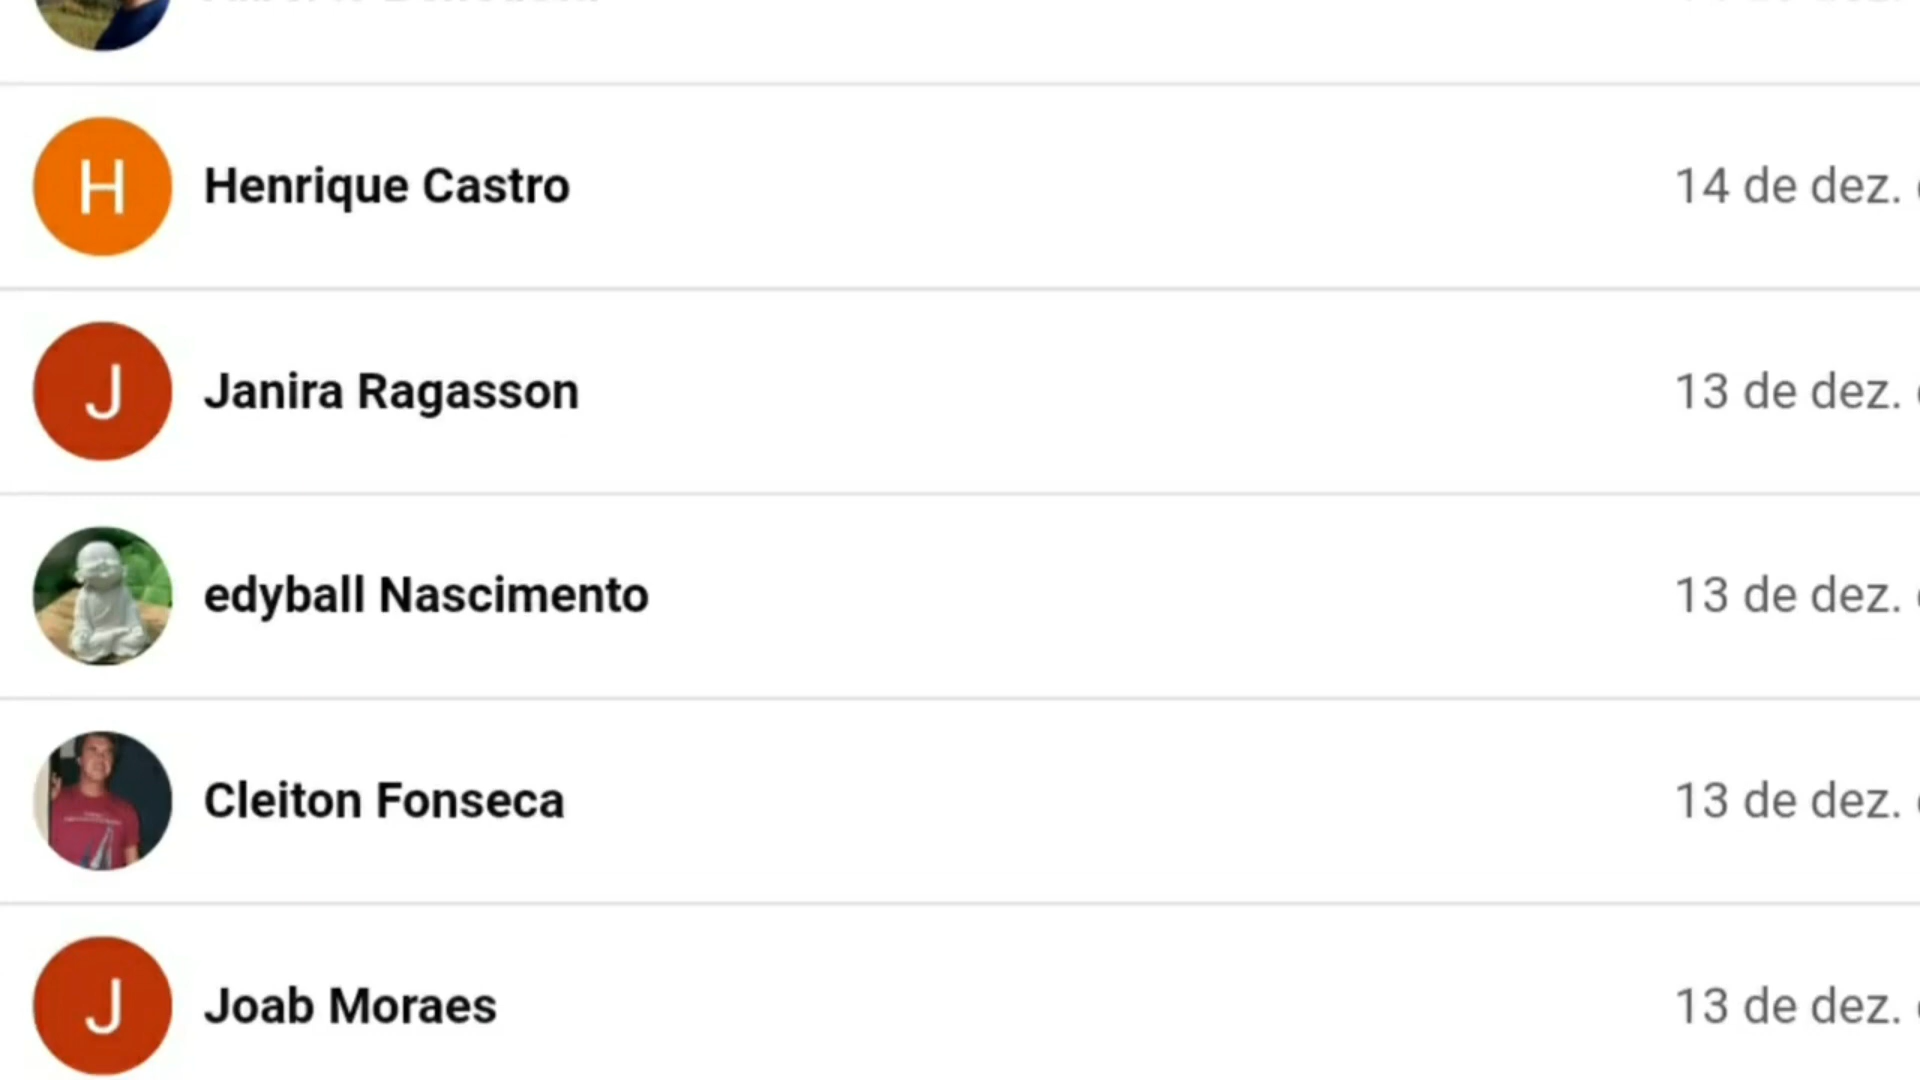 H Henrique Castro 14 de dez.
J Janira Ragasson 13 de dez.
edyball Nascimento 13 de dez.
Cleiton Fonseca 13 de dez.
J Joab Moraes 13 de dez.